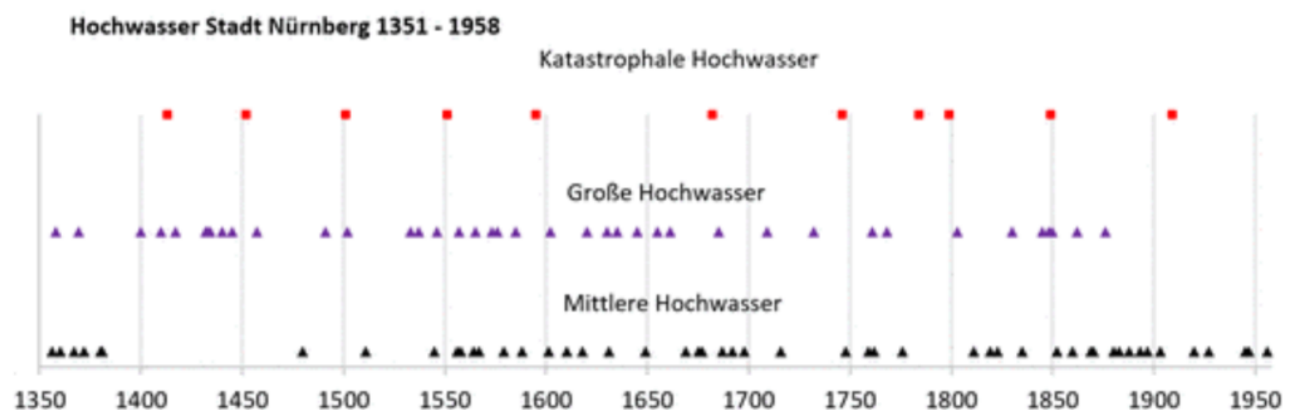 Hochwasser Stadt Nürnberg 1351 - 1958
Katastrophale Hochwasser
Große Hochwasser
Mittlere Hochwasser
1350 1400 1450 1500 1550 1600 1650 1700 1750 1800 1850 1900 1950